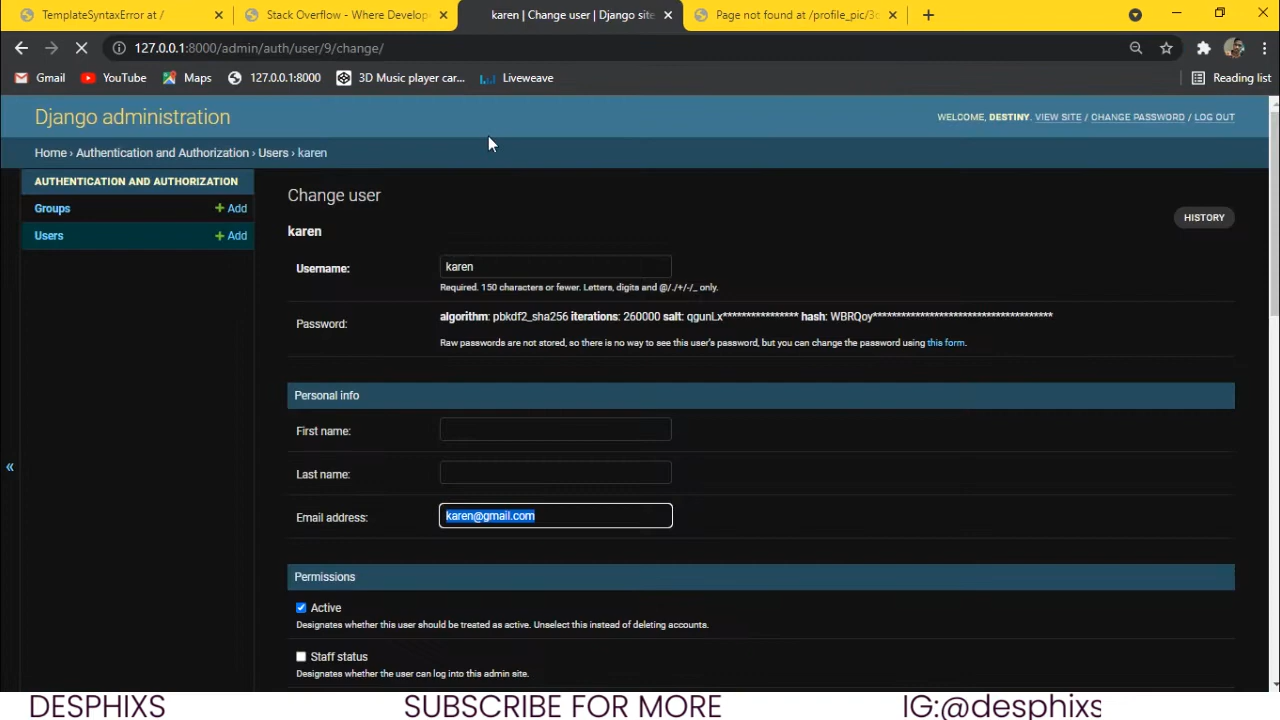 TemplateSyntaxError at /
Stack Overflow - Where Develop
karen | Change user | Django site
Page not found at /profile_pic/3c
127.0.0.1:8000/admin/auth/user/9/change/
Gmail
YouTube
Maps
127.0.0.1:8000
3D Music player car...
Liveweave
Reading list
Django administration
WELCOME, DESTINY. VIEW SITE / CHANGE PASSWORD / LOG OUT
Home › Authentication and Authorization › Users › karen
AUTHENTICATION AND AUTHORIZATION
Groups + Add
Users + Add
«
Change user
HISTORY
karen
Username: karen
Required. 150 characters or fewer. Letters, digits and @/./+/-/_ only.
Password: algorithm: pbkdf2_sha256 iterations: 260000 salt: qgunLx**************** hash: WBRQoy**************************************
Raw passwords are not stored, so there is no way to see this user's password, but you can change the password using this form.
Personal info
First name:
Last name:
Email address: karen@gmail.com
Permissions
Active
Designates whether this user should be treated as active. Unselect this instead of deleting accounts.
Staff status
Designates whether the user can log into this admin site.
DESPHIXS SUBSCRIBE FOR MORE IG:@desphixs